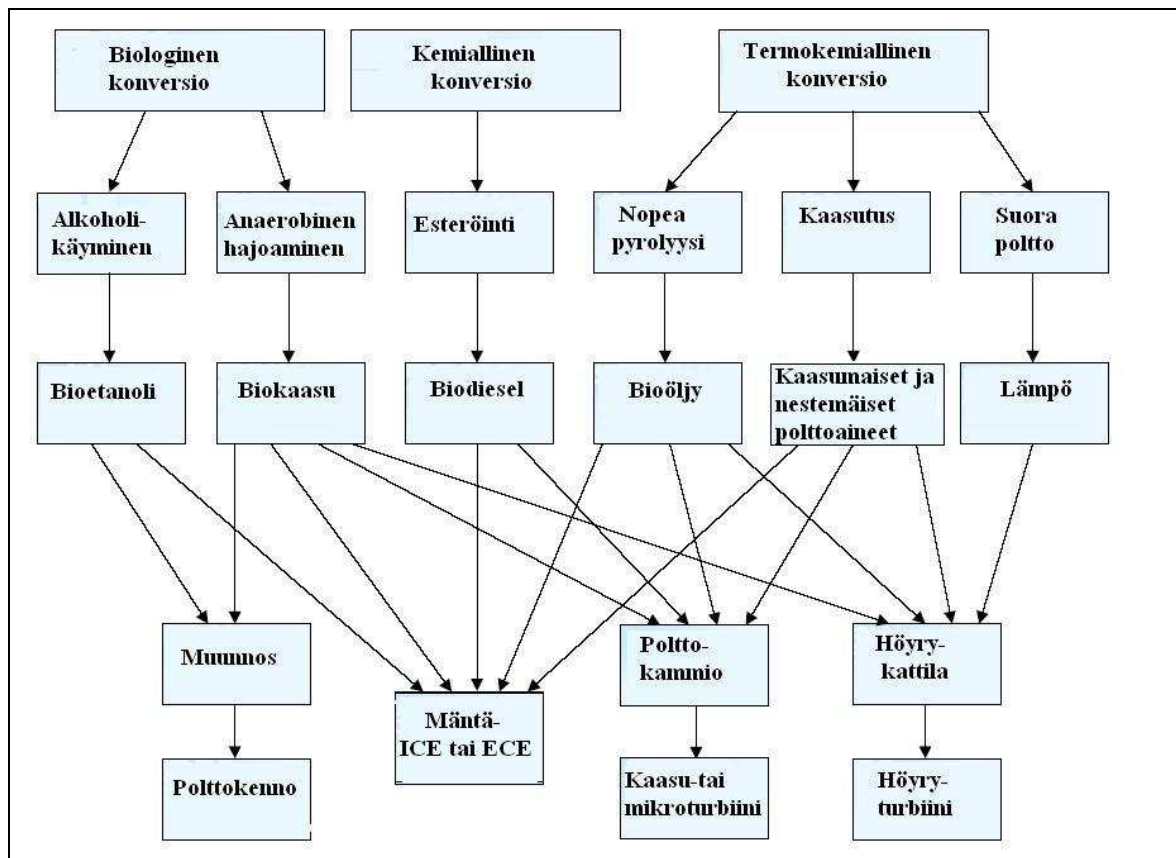 Biologinen
konversio
Kemiallinen
konversio
Termokemiallinen
konversio
Alkoholi-
käyminen
Anaerobinen
hajoaminen
Esteröinti
Nopea
pyrolyysi
Kaasutus
Suora
poltto
Bioetanoli
Biokaasu
Biodiesel
Bioöljy
Kaasumaiset ja
nestemäiset
polttoaineet
Lämpö
Muunnos
Mäntä-
ICE tai ECE
Poltto-
kammio
Höyry-
kattila
Polttokenno
Kaasu-tai
mikroturbiini
Höyry-
turbiini